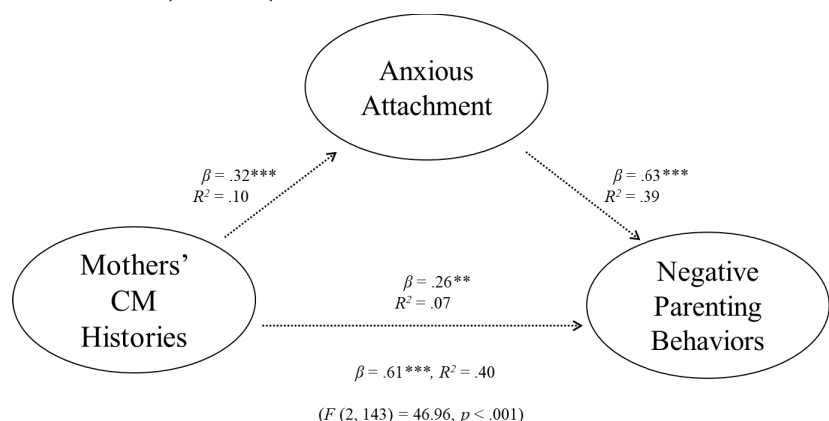 Anxious
Attachment
β = .32***
R² = .10
β = .63***
R² = .39
Mothers’
CM
Histories
β = .26**
R² = .07
Negative
Parenting
Behaviors
β = .61***, R² = .40
(F (2, 143) = 46.96, p < .001)